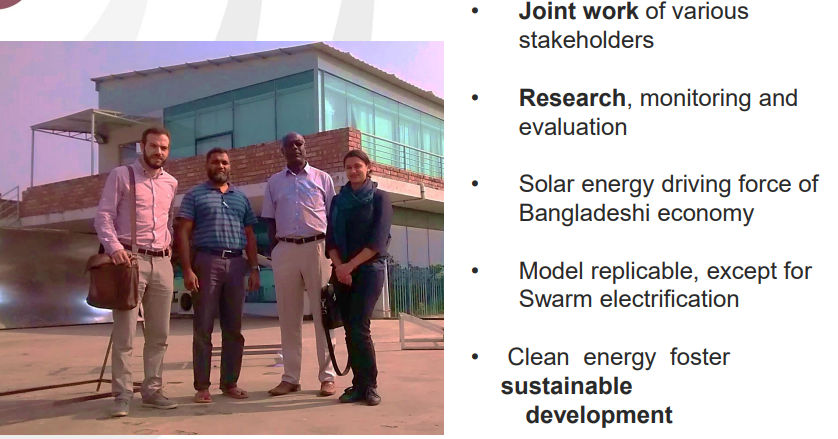 • Joint work of various
stakeholders
• Research, monitoring and
evaluation
• Solar energy driving force of
Bangladeshi economy
• Model replicable, except for
Swarm electrification
• Clean energy foster
sustainable
development